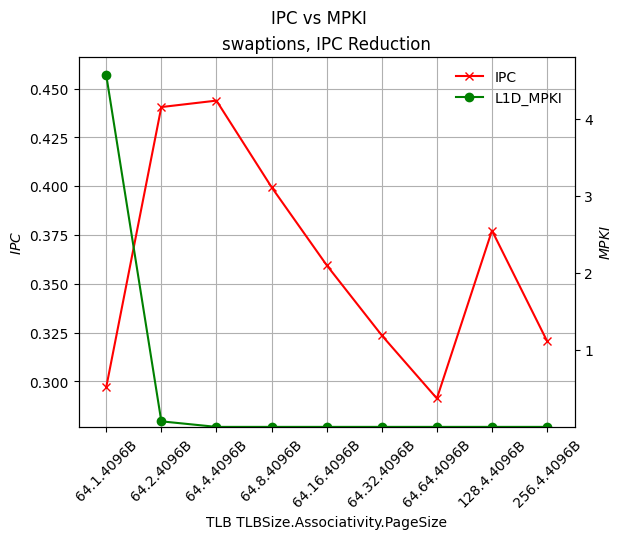 IPC vs MPKI
swaptions, IPC Reduction
IPC
L1D_MPKI
0.450
0.425
0.400
0.375
0.350
0.325
0.300
IPC
4
3
2
1
MPKI
64.1.4096B
64.2.4096B
64.4.4096B
64.8.4096B
64.16.4096B
64.32.4096B
64.64.4096B
128.4.4096B
256.4.4096B
TLB TLBSize.Associativity.PageSize